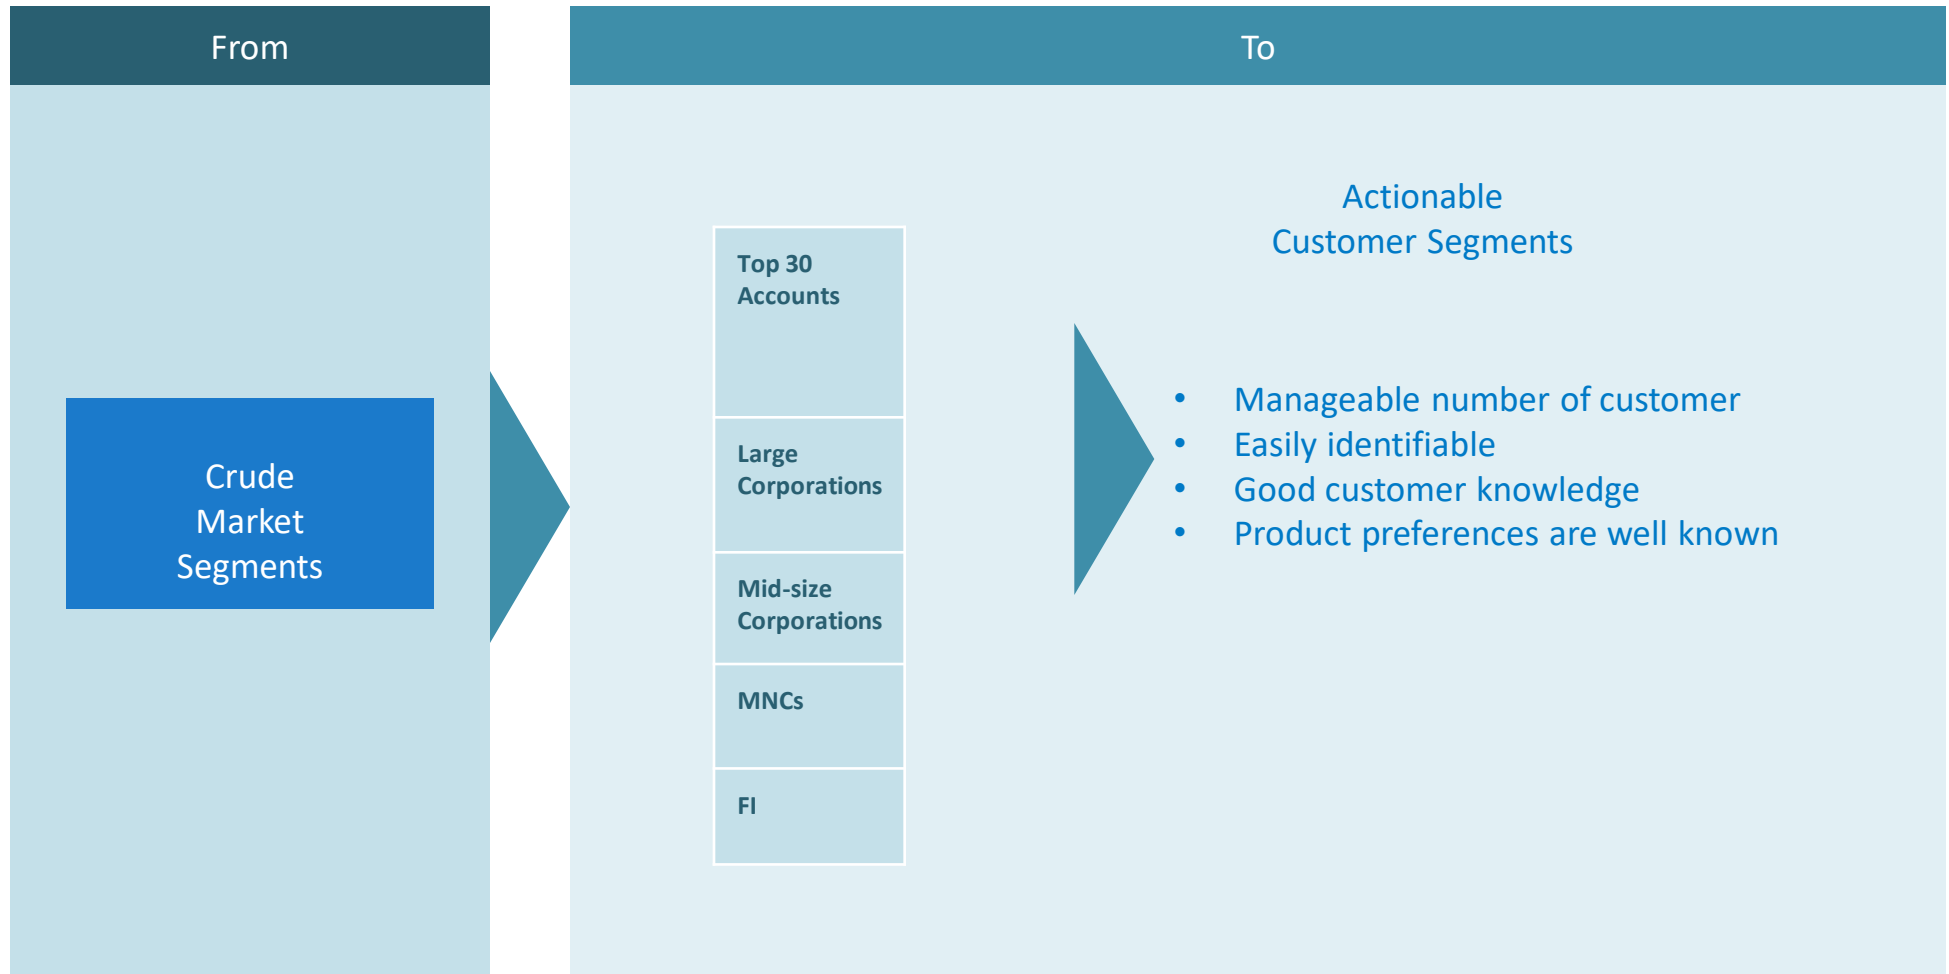 From
To
Crude
Market
Segments
Top 30
Accounts
Large
Corporations
Mid-size
Corporations
MNCs
FI
Actionable
Customer Segments
• Manageable number of customer
• Easily identifiable
• Good customer knowledge
• Product preferences are well known